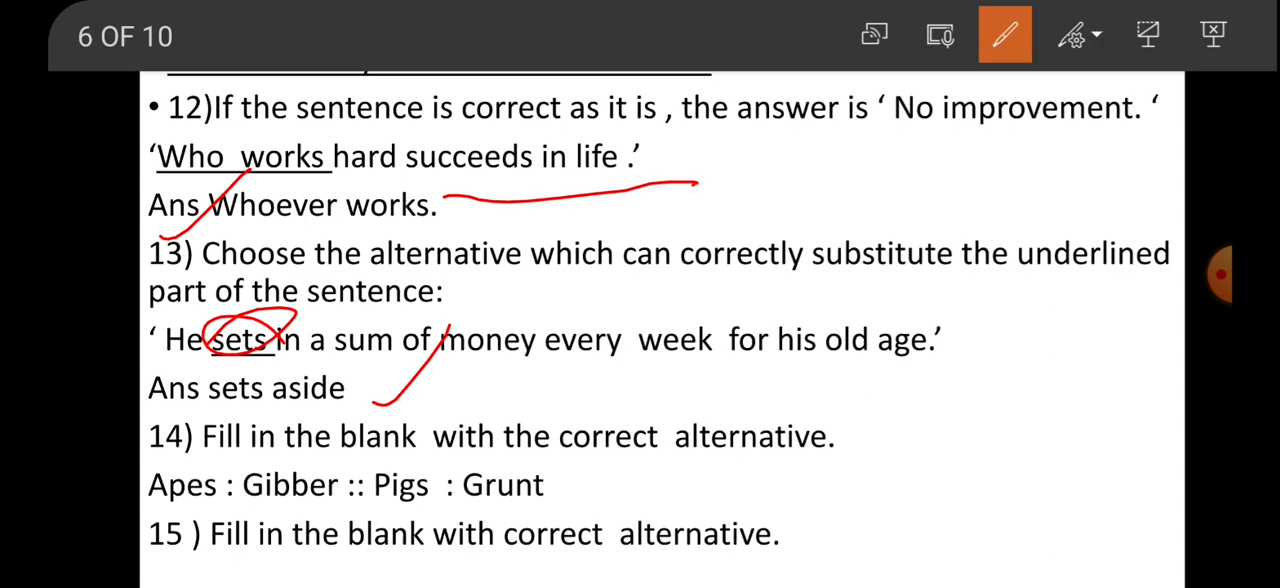 6 OF 10
• 12)If the sentence is correct as it is , the answer is ‘ No improvement. ‘
‘Who works hard succeeds in life .’
Ans Whoever works.
13) Choose the alternative which can correctly substitute the underlined
part of the sentence:
‘ He sets in a sum of money every week for his old age.’
Ans sets aside
14) Fill in the blank with the correct alternative.
Apes : Gibber :: Pigs : Grunt
15 ) Fill in the blank with correct alternative.